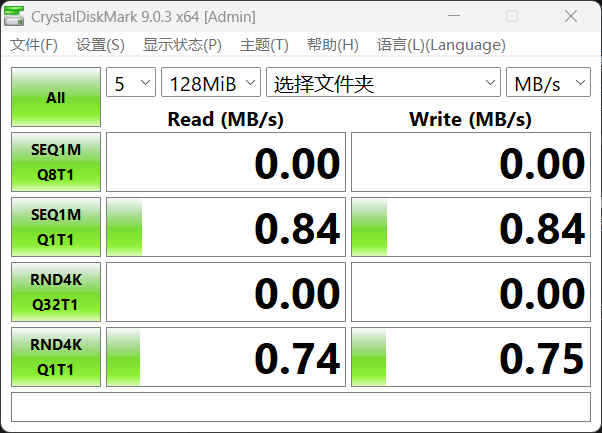 CrystalDiskMark 9.0.3 x64 [Admin]
文件(F) 设置(S) 显示状态(P) 主题(T) 帮助(H) 语言(L)(Language)
All 5 128MiB 选择文件夹 MB/s
Read (MB/s) Write (MB/s)
SEQ1M
Q8T1 0.00 0.00
SEQ1M
Q1T1 0.84 0.84
RND4K
Q32T1 0.00 0.00
RND4K
Q1T1 0.74 0.75